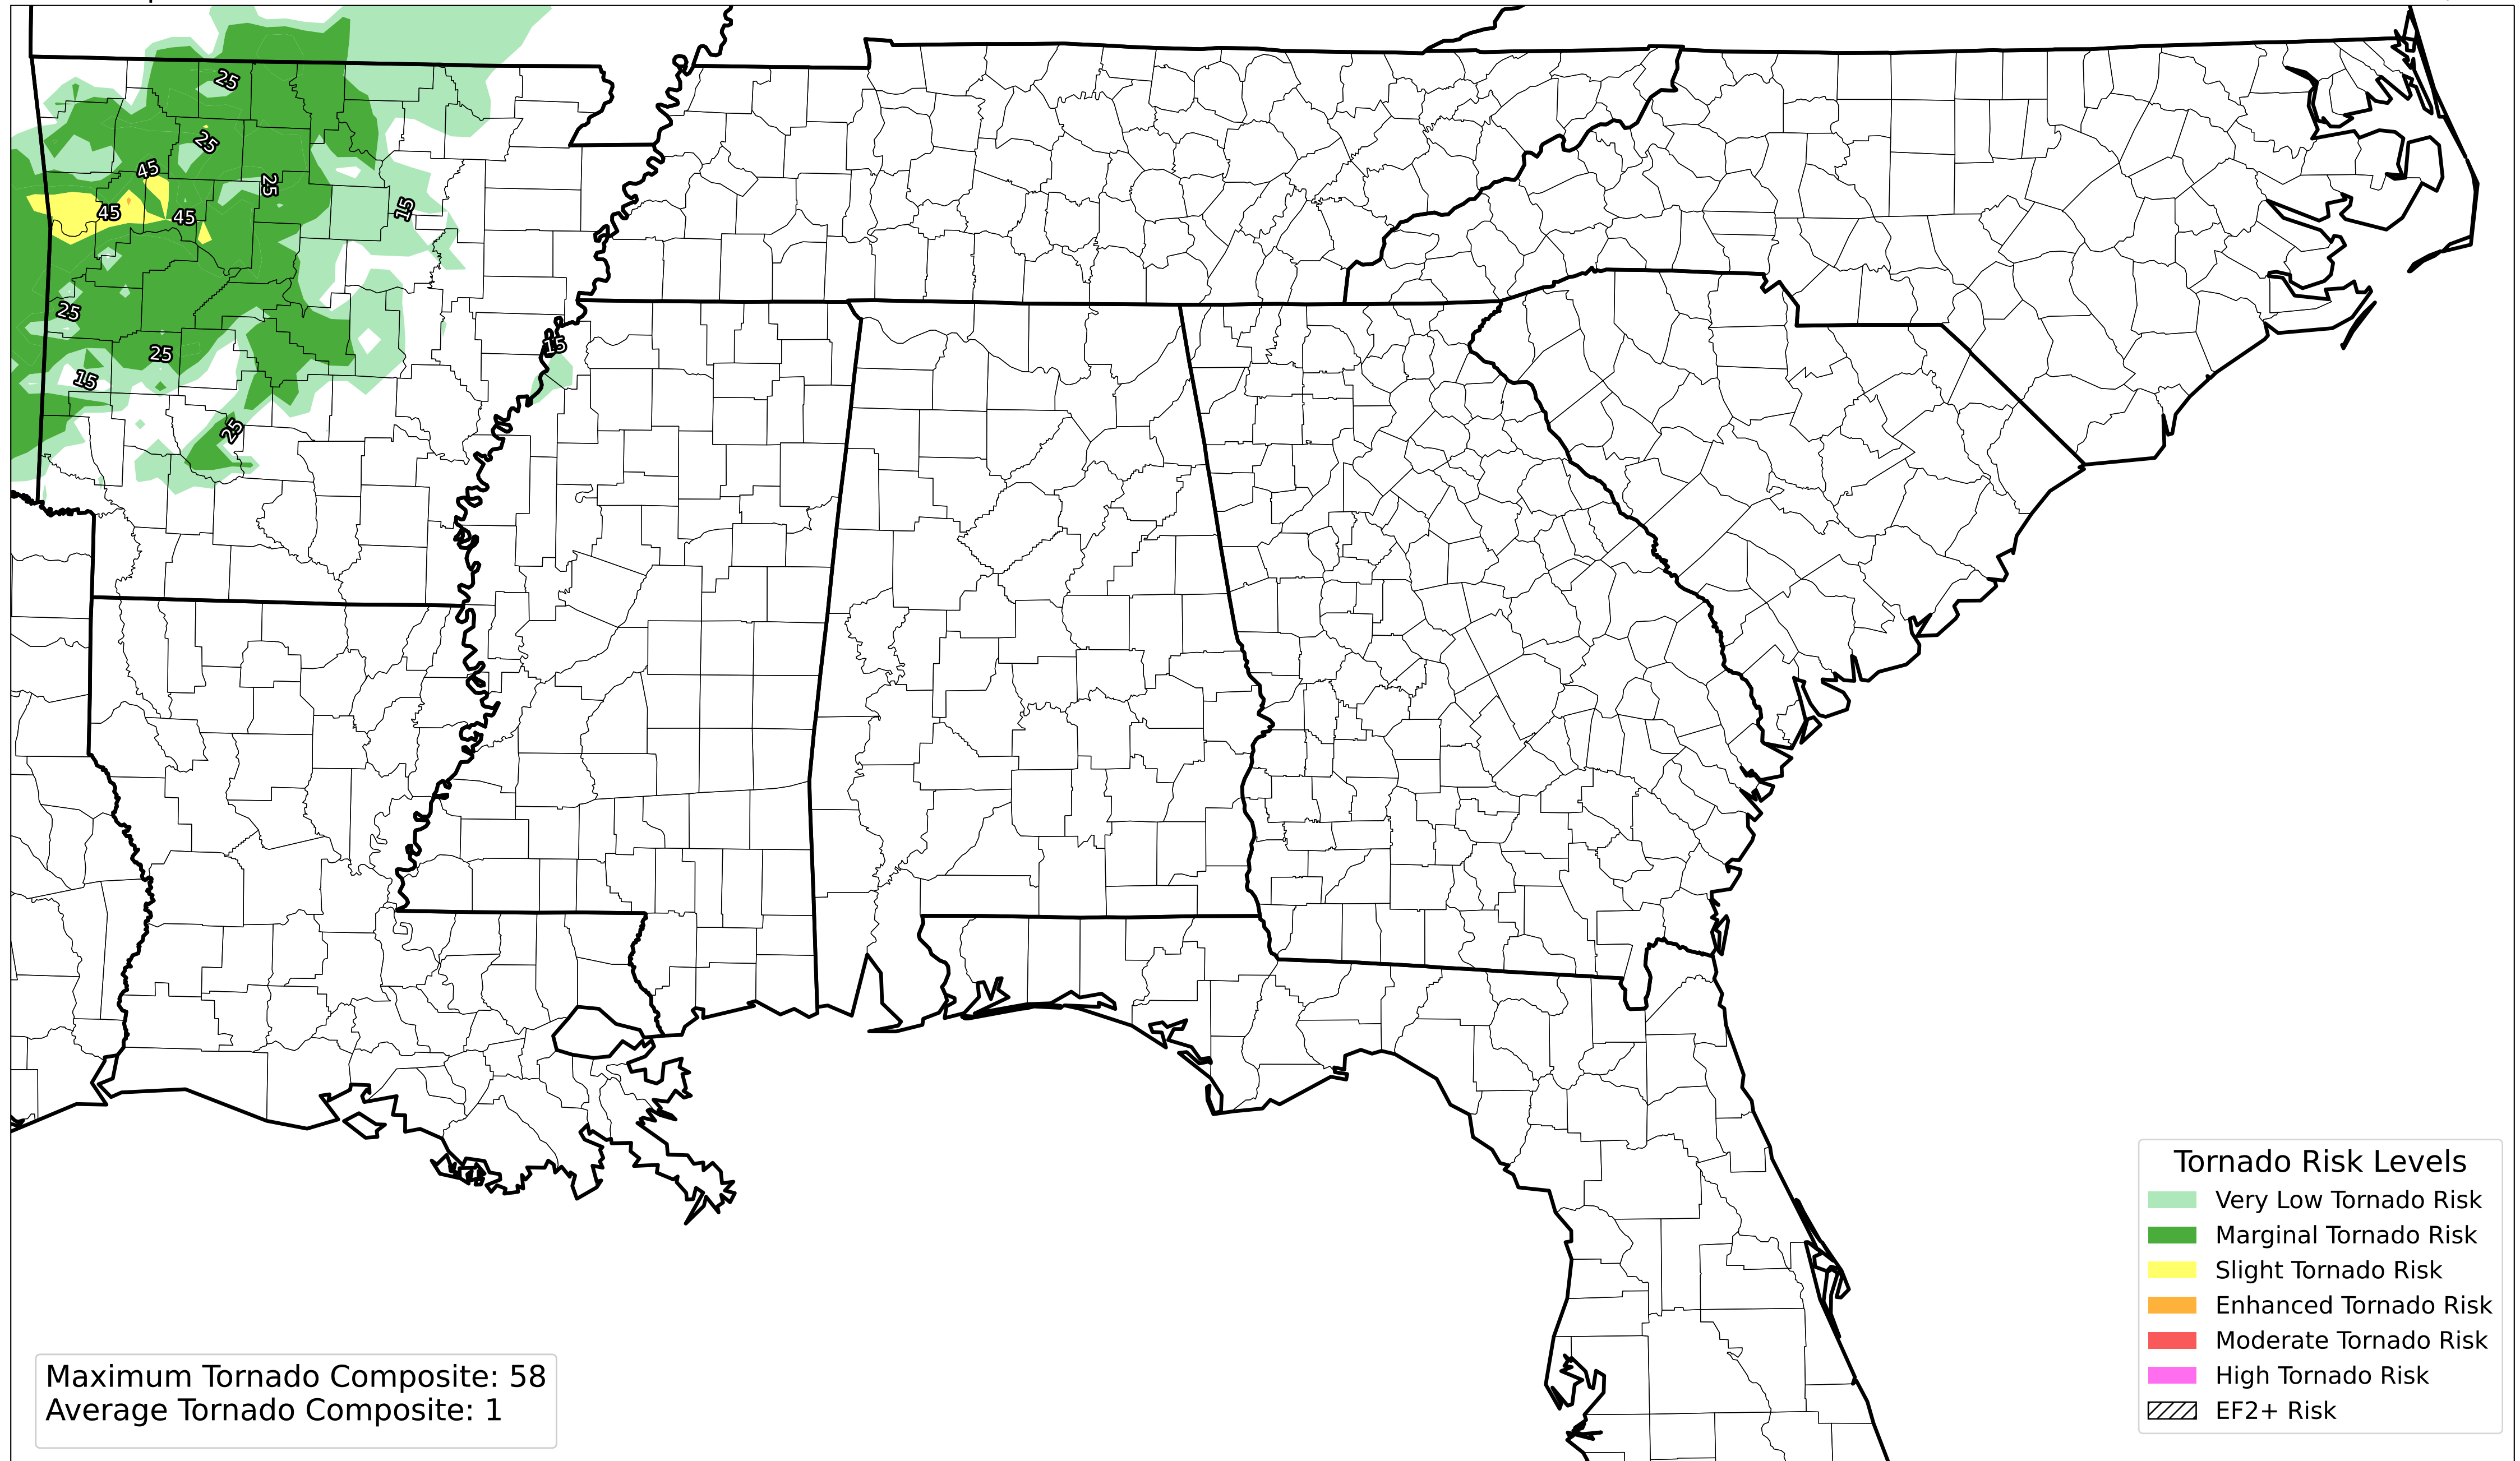 25
25
45
25
45
45
15
25
15
25
15
25
Tornado Risk Levels
Very Low Tornado Risk
Marginal Tornado Risk
Slight Tornado Risk
Enhanced Tornado Risk
Moderate Tornado Risk
High Tornado Risk
EF2+ Risk
Maximum Tornado Composite: 58
Average Tornado Composite: 1